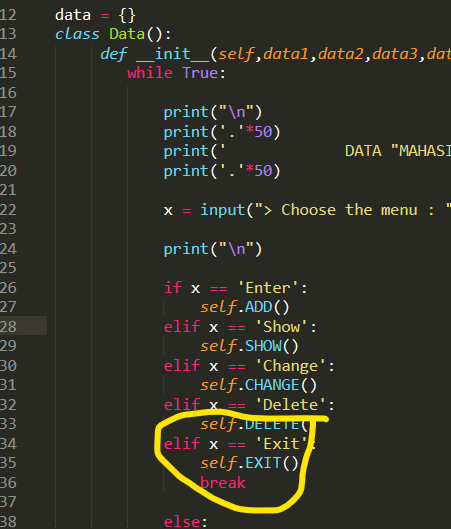 12 data = {}
13 class Data():
14 def __init__(self,data1,data2,data3,dat
15 while True:
16
17 print("\n")
18 print('.'*50)
19 print(' DATA "MAHASI
20 print('.'*50)
21
22 x = input("> Choose the menu : "
23
24 print("\n")
25
26 if x == 'Enter':
27 self.ADD()
28 elif x == 'Show':
29 self.SHOW()
30 elif x == 'Change':
31 self.CHANGE()
32 elif x == 'Delete':
33 self.DELETE()
34 elif x == 'Exit':
35 self.EXIT()
36 break
37
38 else: